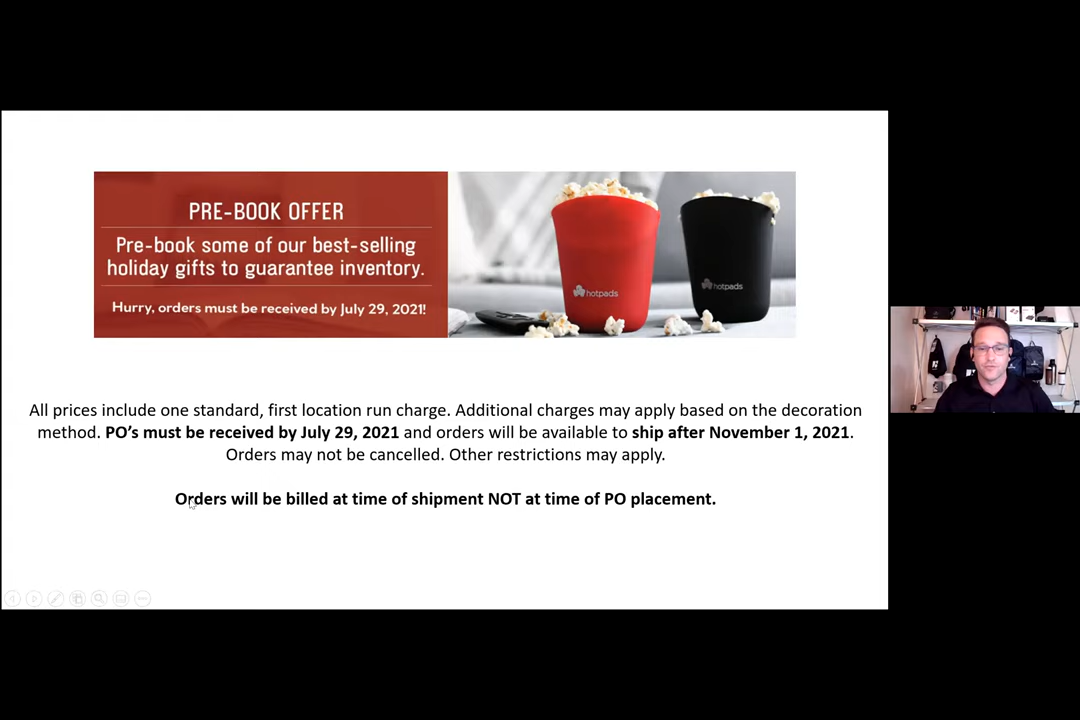 PRE-BOOK OFFER
Pre-book some of our best-selling
holiday gifts to guarantee inventory.
Hurry, orders must be received by July 29, 2021!
hotpads
hotpads
All prices include one standard, first location run charge. Additional charges may apply based on the decoration
method. PO’s must be received by July 29, 2021 and orders will be available to ship after November 1, 2021.
Orders may not be cancelled. Other restrictions may apply.
Orders will be billed at time of shipment NOT at time of PO placement.